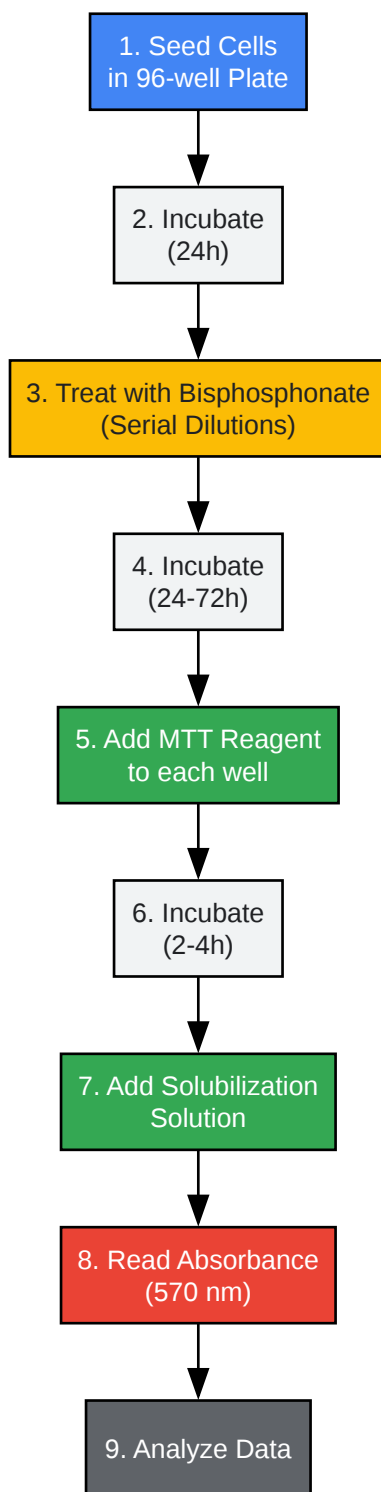 1. Seed Cells
in 96-well Plate
2. Incubate
(24h)
3. Treat with Bisphosphonate
(Serial Dilutions)
4. Incubate
(24-72h)
5. Add MTT Reagent
to each well
6. Incubate
(2-4h)
7. Add Solubilization
Solution
8. Read Absorbance
(570 nm)
9. Analyze Data